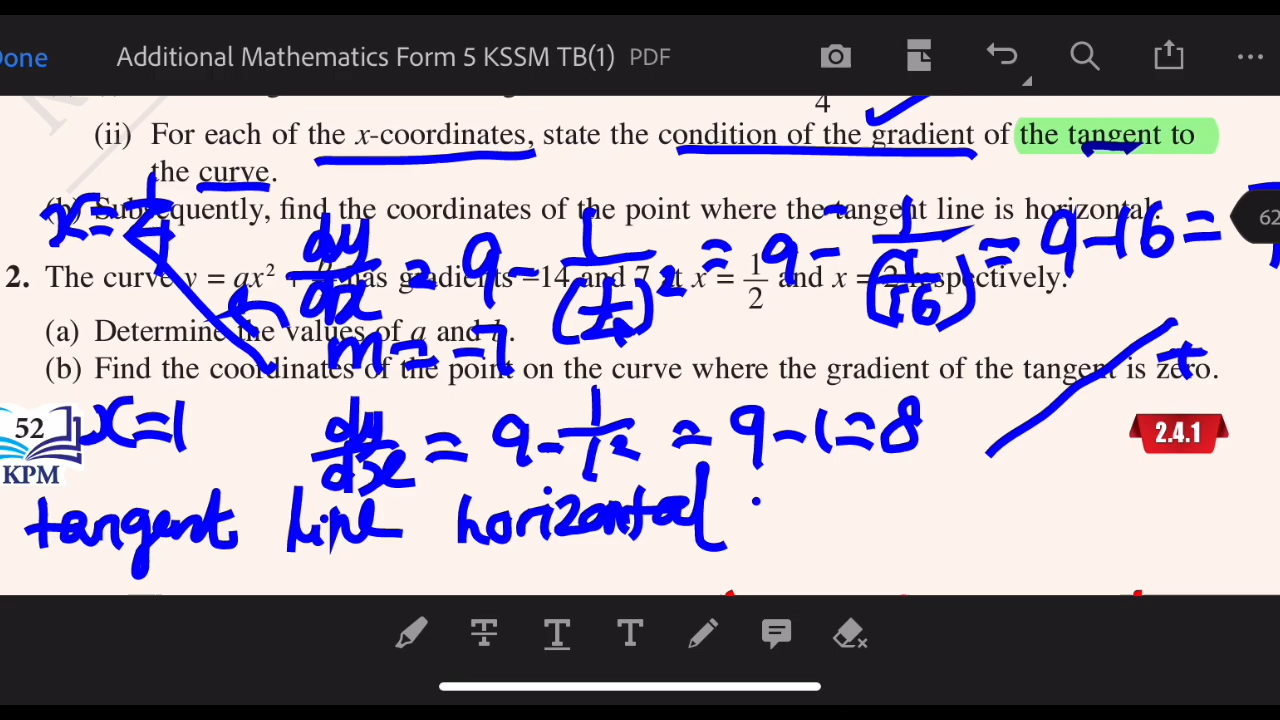 Done Additional Mathematics Form 5 KSSM TB(1) PDF
4
(ii) For each of the x-coordinates, state the condition of the gradient of the tangent to
the curve.
(b) Subsequently, find the coordinates of the point where the tangent line is horizontal.
x = 1/4 dy/dx = 9 - 1/(1/4)² = 9 - 1/(1/16) = 9 - 16 =
62
2. The curve y = ax² + has gradients –14 and 7 at x = 1/2 and x = 2 respectively.
(a) Determine the values of a and b.
m = -7
(b) Find the coordinates of the point on the curve where the gradient of the tangent is zero.
+
52
KPM
x = 1 dy/dx = 9 - 1/1² = 9 - 1 = 8
2.4.1
tangent line horizontal